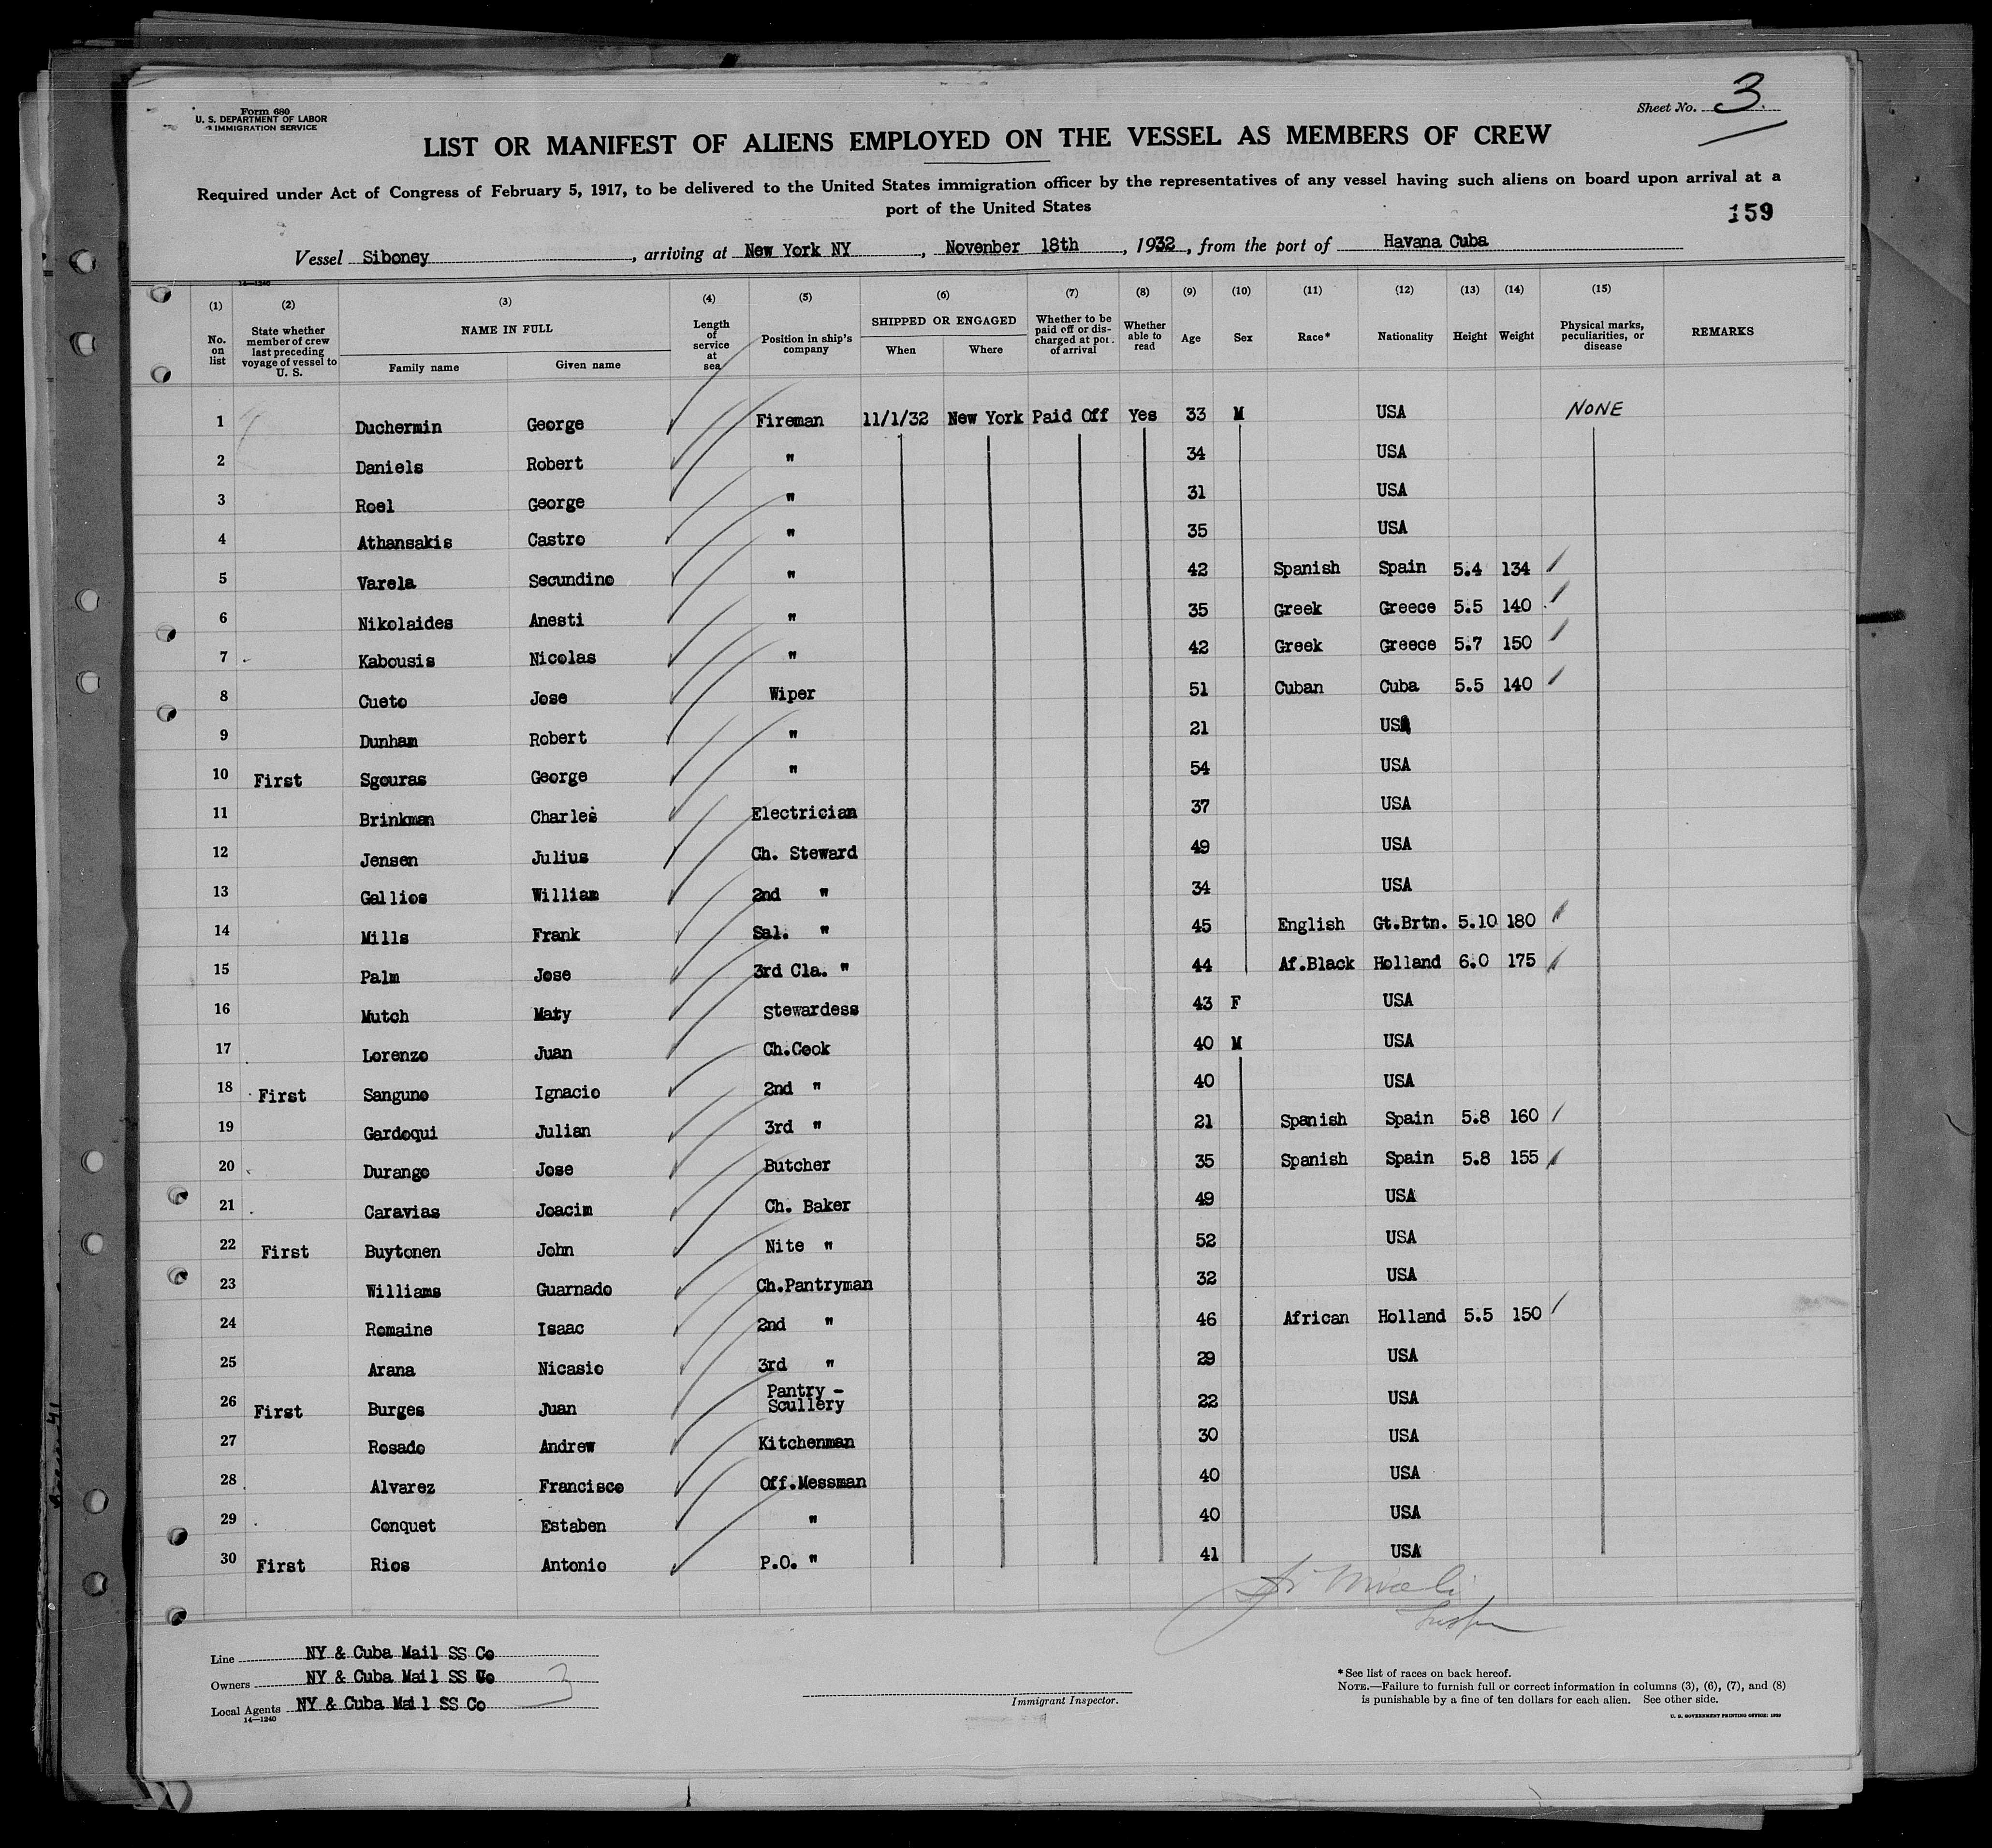 Form 680
U. S. DEPARTMENT OF LABOR
IMMIGRATION SERVICE
Sheet No. 3.
LIST OR MANIFEST OF ALIENS EMPLOYED ON THE VESSEL AS MEMBERS OF CREW
Required under Act of Congress of February 5, 1917, to be delivered to the United States immigration officer by the representatives of any vessel having such aliens on board upon arrival at a
port of the United States
159
Vessel Siboney, arriving at New York NY, Novenber 18th, 1932, from the port of Havana Cuba
14—1240
(1) (2) (3) (4) (5) (6) (7) (8) (9) (10) (11) (12) (13) (14) (15)
No. on list State whether member of crew last preceding voyage of vessel to U. S. NAME IN FULL Family name Given name Length of service at sea Position in ship's company SHIPPED OR ENGAGED When Where Whether to be paid off or discharged at port of arrival Whether able to read Age Sex Race* Nationality Height Weight Physical marks, peculiarities, or disease REMARKS
1 Duchermin George Fireman 11/1/32 New York Paid Off Yes 33 M USA NONE
2 Daniels Robert " 34 USA
3 Roel George " 31 USA
4 Athansakis Castro " 35 USA
5 Varela Secundino " 42 Spanish Spain 5.4 134
6 Nikolaides Anesti " 35 Greek Greece 5.5 140
7 Kabousis Nicolas " 42 Greek Greece 5.7 150
8 Cueto Jose Wiper 51 Cuban Cuba 5.5 140
9 Dunham Robert " 21 USA
10 First Sgouras George " 54 USA
11 Brinkman Charles Electrician 37 USA
12 Jensen Julius Ch. Steward 49 USA
13 Gallios William 2nd " 34 USA
14 Mills Frank Sal. " 45 English Gt.Brtn. 5.10 180
15 Palm Jose 3rd Cla. " 44 Af.Black Holland 6.0 175
16 Mutch Mary Stewardess 43 F USA
17 Lorenzo Juan Ch.Cook 40 M USA
18 First Sanguno Ignacio 2nd " 40 USA
19 Gardoqui Julian 3rd " 21 Spanish Spain 5.8 160
20 Durango Jose Butcher 35 Spanish Spain 5.8 155
21 Caravias Joacim Ch. Baker 49 USA
22 First Buytonen John Nite " 52 USA
23 Williams Guarnado Ch.Pantryman 32 USA
24 Romaine Isaac 2nd " 46 African Holland 5.5 150
25 Arana Nicasio 3rd " 29 USA
26 First Burges Juan Pantry - Scullery 22 USA
27 Rosado Andrew Kitchenman 30 USA
28 Alvarez Francisco Off.Messman 40 USA
29 Conquet Estaben " 40 USA
30 First Rios Antonio P.O. " 41 USA
Line NY & Cuba Mail SS Co
Owners NY & Cuba Mail SS Co
Local Agents NY & Cuba Mail SS Co
14—1240
3
Immigrant Inspector.
*See list of races on back hereof.
NOTE.—Failure to furnish full or correct information in columns (3), (6), (7), and (8)
is punishable by a fine of ten dollars for each alien. See other side.
U. S. GOVERNMENT PRINTING OFFICE: 1929